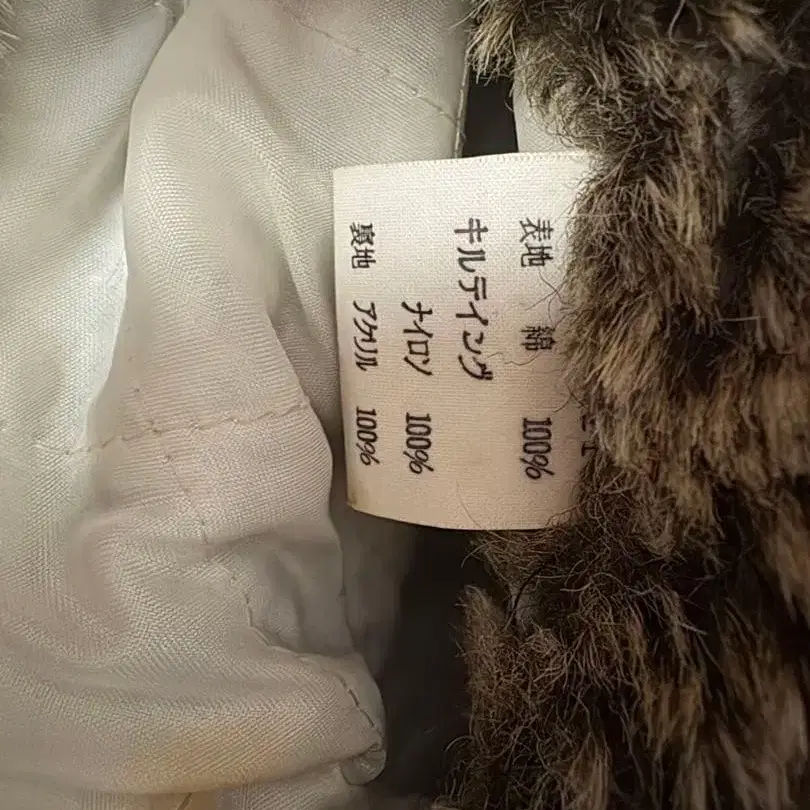 表地 綿 100%
キルティング
ナイロン 100%
裏地 アクリル 100%